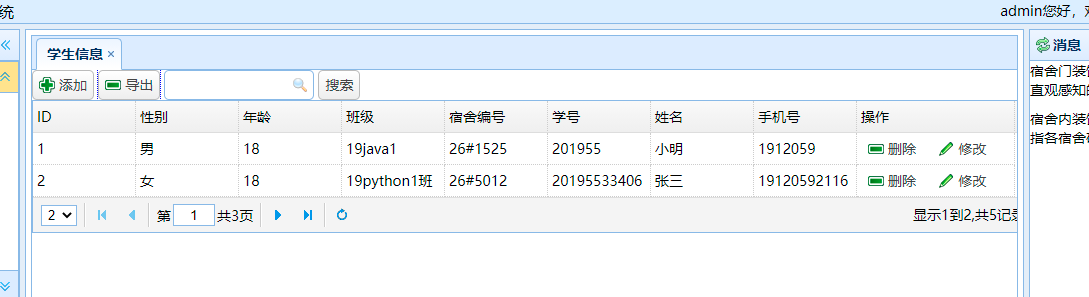 统
admin您好，
学生信息
添加 导出 搜索
ID 性别 年龄 班级 宿舍编号 学号 姓名 手机号 操作
1 男 18 19java1 26#1525 201955 小明 1912059 删除 修改
2 女 18 19python1班 26#5012 20195533406 张三 19120592116 删除 修改
2 第 1 共3页 显示1到2,共5记录
消息
宿舍门装饰
直观感知的
宿舍内装饰
指各宿舍